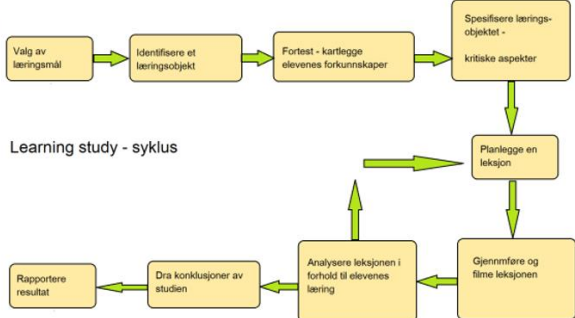 Valg av
læringsmål
Identifisere et
læringsobjekt
Fortest - kartlegge
elevenes forkunnskaper
Spesifisere lærings-
objektet -
kritiske aspekter
Learning study - syklus
Planlegge en
leksjon
Gjennmføre og
filme leksjonen
Analysere leksjonen i
forhold til elevenes
læring
Dra konklusjoner av
studien
Rapportere
resultat